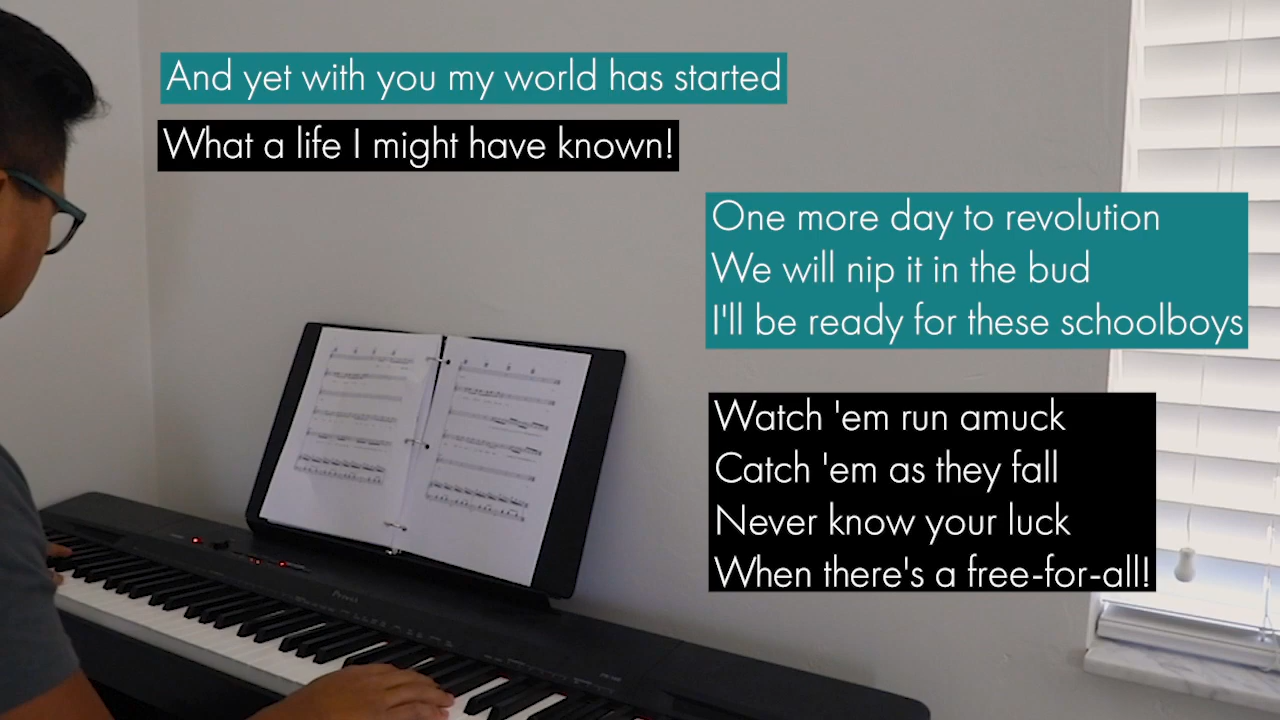 And yet with you my world has started
What a life I might have known!
One more day to revolution
We will nip it in the bud
I'll be ready for these schoolboys
Watch 'em run amuck
Catch 'em as they fall
Never know your luck
When there's a free-for-all!
Privia